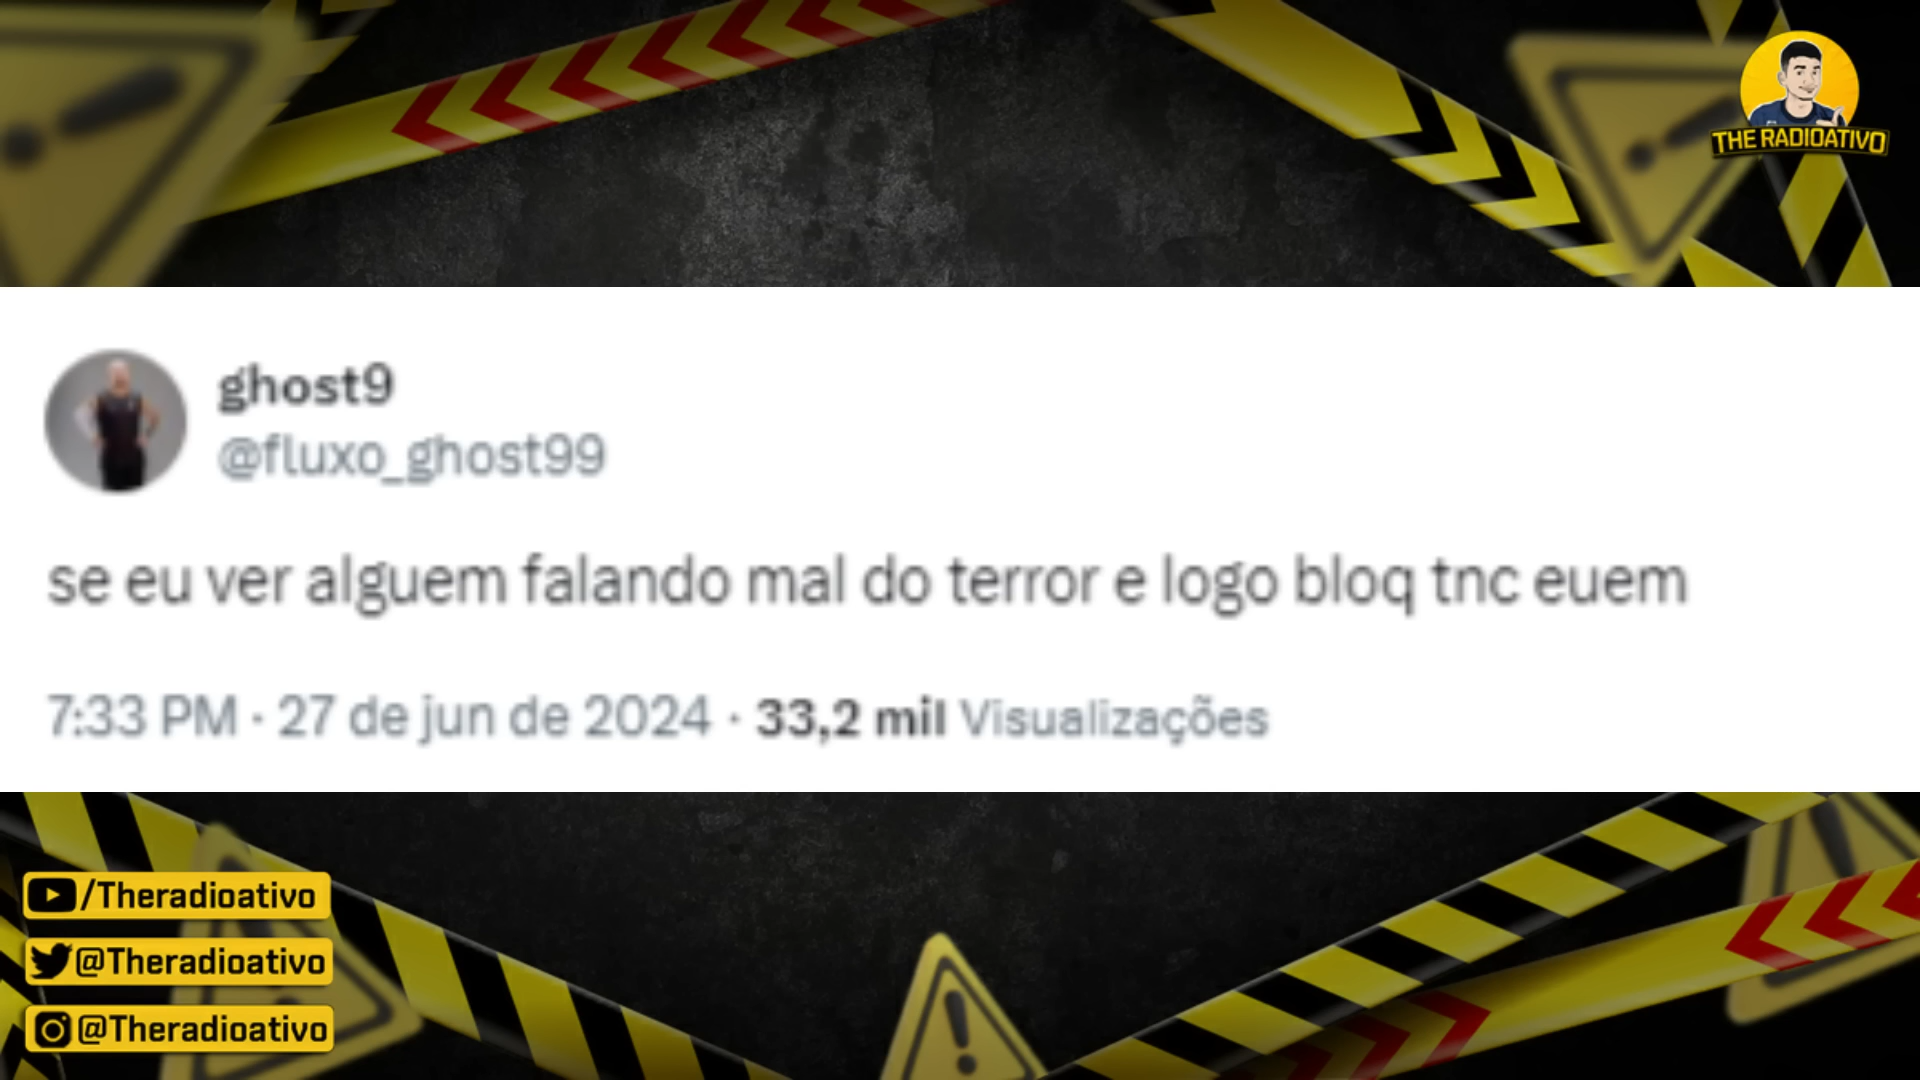 THE RADIOATIVO
ghost9
@fluxo_ghost99
se eu ver alguem falando mal do terror e logo bloq tnc euem
7:33 PM · 27 de jun de 2024 · 33,2 mil Visualizações
/Theradioativo
@Theradioativo
@Theradioativo